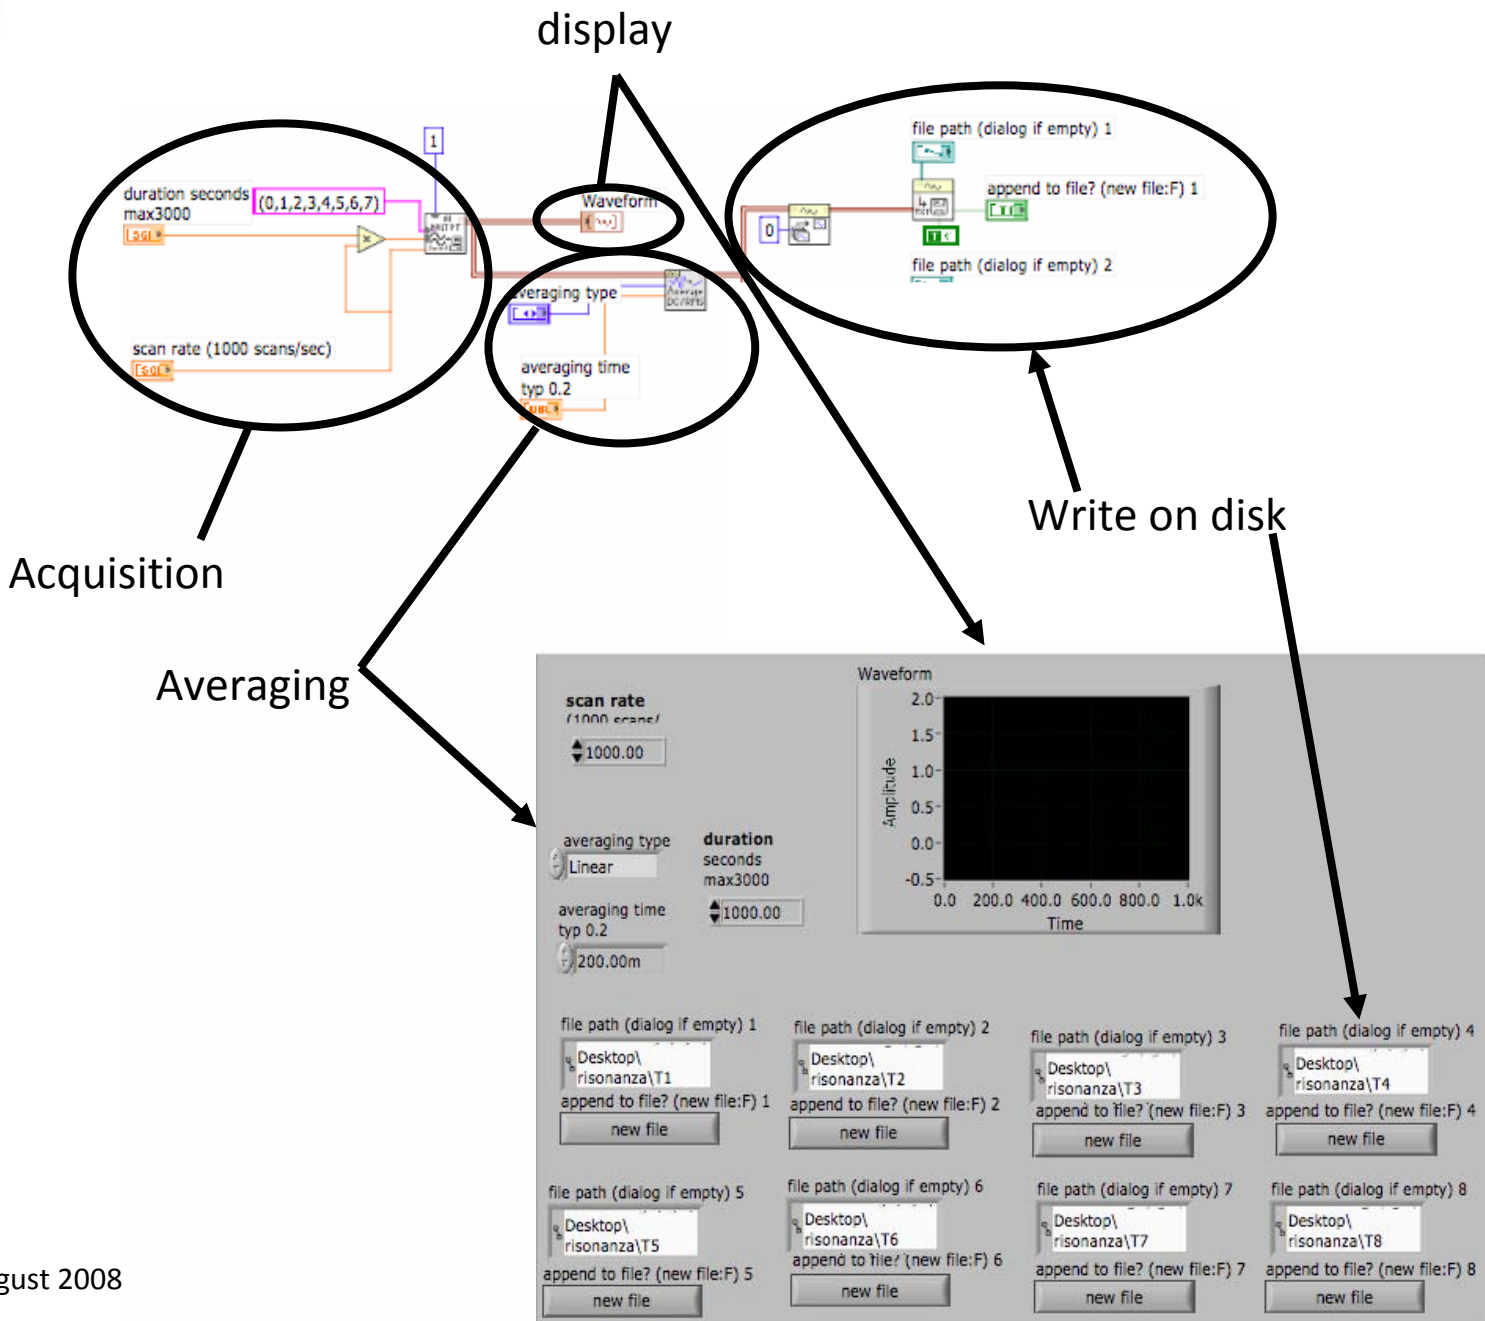 display
file path (dialog if empty) 1
1
duration seconds
max3000
(0,1,2,3,4,5,6,7)
append to file? (new file:F) 1
Waveform
0
file path (dialog if empty) 2
averaging type
Average
DC/RMS
scan rate (1000 scans/sec)
averaging time
typ 0.2
Write on disk
Acquisition
Averaging
Waveform
scan rate
(1000 scans/
1000.00
2.0
1.5
1.0
0.5
0.0
-0.5
Amplitude
0.0 200.0 400.0 600.0 800.0 1.0k
Time
averaging type
Linear
duration
seconds
max3000
1000.00
averaging time
typ 0.2
200.00m
file path (dialog if empty) 1
Desktop\
risonanza\T1
append to file? (new file:F) 1
new file
file path (dialog if empty) 2
Desktop\
risonanza\T2
append to file? (new file:F) 2
new file
file path (dialog if empty) 3
Desktop\
risonanza\T3
append to file? (new file:F) 3
new file
file path (dialog if empty) 4
Desktop\
risonanza\T4
append to file? (new file:F) 4
new file
file path (dialog if empty) 5
Desktop\
risonanza\T5
append to file? (new file:F) 5
new file
file path (dialog if empty) 6
Desktop\
risonanza\T6
append to file? (new file:F) 6
new file
file path (dialog if empty) 7
Desktop\
risonanza\T7
append to file? (new file:F) 7
new file
file path (dialog if empty) 8
Desktop\
risonanza\T8
append to file? (new file:F) 8
new file
gust 2008